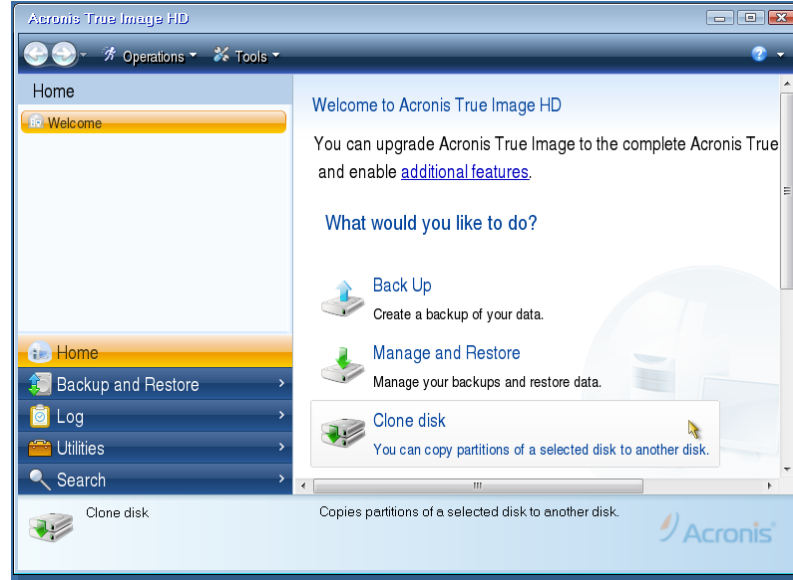 Acronis True Image HD
Operations Tools
Home
Welcome
Welcome to Acronis True Image HD
You can upgrade Acronis True Image to the complete Acronis True
and enable additional features.
What would you like to do?
Back Up
Create a backup of your data.
Manage and Restore
Manage your backups and restore data.
Clone disk
You can copy partitions of a selected disk to another disk.
Home
Backup and Restore
Log
Utilities
Search
Clone disk
Copies partitions of a selected disk to another disk.
Acronis